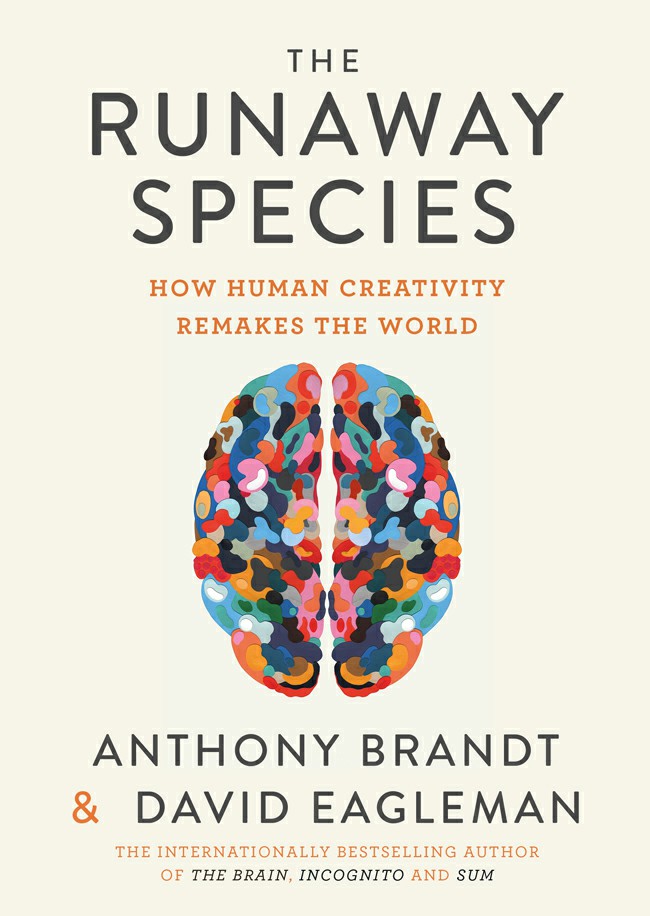 THE
RUNAWAY
SPECIES
HOW HUMAN CREATIVITY
REMAKES THE WORLD
ANTHONY BRANDT
& DAVID EAGLEMAN
THE INTERNATIONALLY BESTSELLING AUTHOR
OF THE BRAIN, INCOGNITO AND SUM